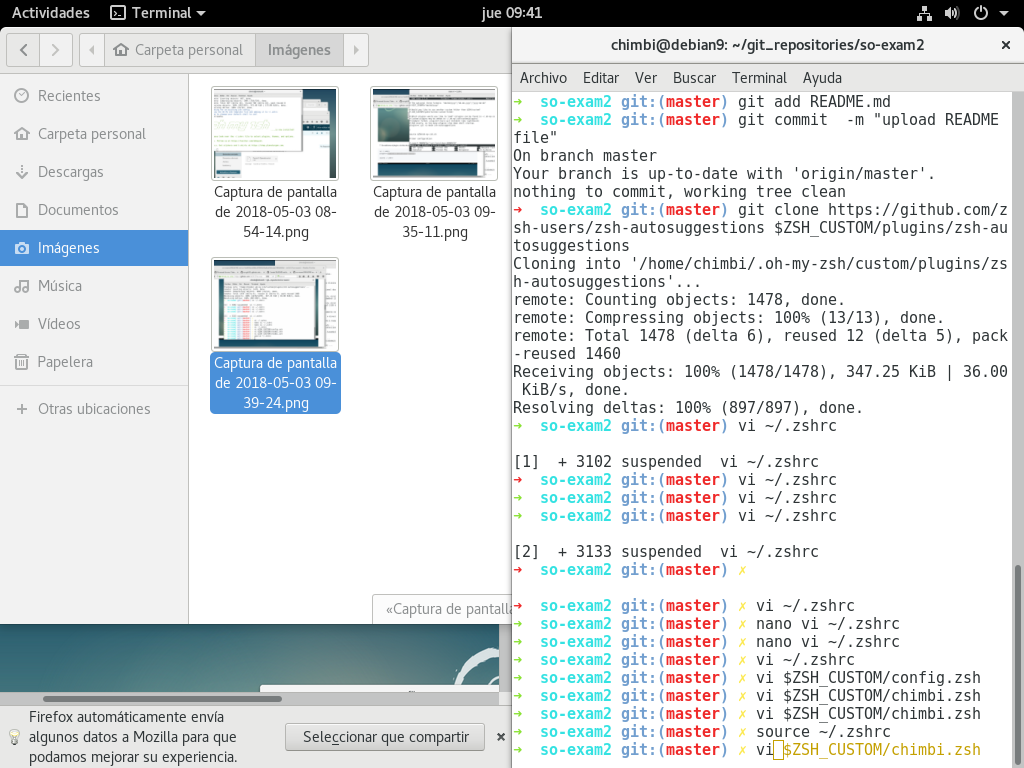 Actividades
Terminal
jue 09:41
Carpeta personal
Imágenes
Recientes
Carpeta personal
Descargas
Documentos
Imágenes
Música
Vídeos
Papelera
Otras ubicaciones
Captura de pantalla
de 2018-05-03 08-
54-14.png
Captura de pantalla
de 2018-05-03 09-
35-11.png
Captura de pantalla
de 2018-05-03 09-
39-24.png
«Captura de pantalla
Firefox automáticamente envía
algunos datos a Mozilla para que
podamos mejorar su experiencia.
Seleccionar que compartir
chimbi@debian9: ~/git_repositories/so-exam2
Archivo Editar Ver Buscar Terminal Ayuda
➜  so-exam2 git:(master) git add README.md
➜  so-exam2 git:(master) git commit  -m "upload README
file"
On branch master
Your branch is up-to-date with 'origin/master'.
nothing to commit, working tree clean
➜  so-exam2 git:(master) git clone https://github.com/z
sh-users/zsh-autosuggestions $ZSH_CUSTOM/plugins/zsh-au
tosuggestions
Cloning into '/home/chimbi/.oh-my-zsh/custom/plugins/zs
h-autosuggestions'...
remote: Counting objects: 1478, done.
remote: Compressing objects: 100% (13/13), done.
remote: Total 1478 (delta 6), reused 12 (delta 5), pack
-reused 1460
Receiving objects: 100% (1478/1478), 347.25 KiB | 36.00
 KiB/s, done.
Resolving deltas: 100% (897/897), done.
➜  so-exam2 git:(master) vi ~/.zshrc
[1]  + 3102 suspended  vi ~/.zshrc
➜  so-exam2 git:(master) vi ~/.zshrc
➜  so-exam2 git:(master) vi ~/.zshrc
➜  so-exam2 git:(master) vi ~/.zshrc
[2]  + 3133 suspended  vi ~/.zshrc
➜  so-exam2 git:(master) ✗
➜  so-exam2 git:(master) ✗ vi ~/.zshrc
➜  so-exam2 git:(master) ✗ nano vi ~/.zshrc
➜  so-exam2 git:(master) ✗ nano vi ~/.zshrc
➜  so-exam2 git:(master) ✗ vi ~/.zshrc
➜  so-exam2 git:(master) ✗ vi $ZSH_CUSTOM/config.zsh
➜  so-exam2 git:(master) ✗ vi $ZSH_CUSTOM/chimbi.zsh
➜  so-exam2 git:(master) ✗ vi $ZSH_CUSTOM/chimbi.zsh
➜  so-exam2 git:(master) ✗ source ~/.zshrc
➜  so-exam2 git:(master) ✗ vi $ZSH_CUSTOM/chimbi.zsh